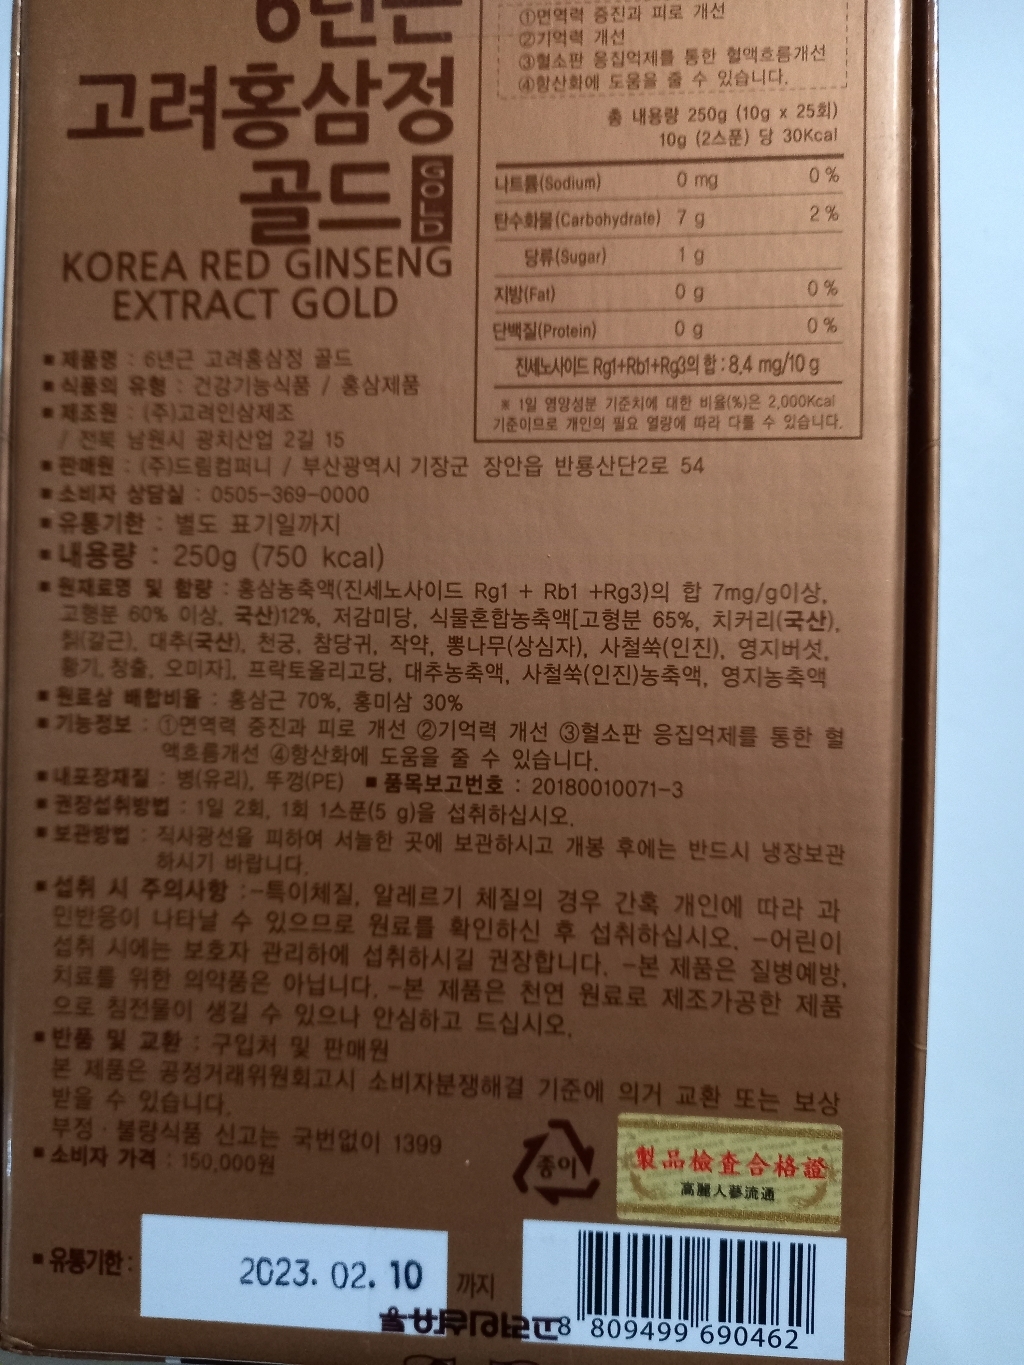 6년근
고려홍삼정
골드 GOLD
KOREA RED GINSENG
EXTRACT GOLD
①면역력 증진과 피로 개선
②기억력 개선
③혈소판 응집억제를 통한 혈액흐름개선
④항산화에 도움을 줄 수 있습니다.
총 내용량 250g (10g x 25회)
10g (2스푼) 당 30Kcal
나트륨(Sodium) 0 mg 0 %
탄수화물(Carbohydrate) 7 g 2 %
당류(Sugar) 1 g
지방(Fat) 0 g 0 %
단백질(Protein) 0 g 0 %
진세노사이드 Rg1+Rb1+Rg3의 합 : 8.4 mg/10 g
※ 1일 영양성분 기준치에 대한 비율(%)은 2,000Kcal
기준이므로 개인의 필요 열량에 따라 다를 수 있습니다.
■ 제품명 : 6년근 고려홍삼정 골드
■ 식품의 유형 : 건강기능식품 / 홍삼제품
■ 제조원 : (주)고려인삼제조
/ 전북 남원시 광치산업 2길 15
■ 판매원 : (주)드림컴퍼니 / 부산광역시 기장군 장안읍 반룡산단2로 54
■ 소비자 상담실 : 0505-369-0000
■ 유통기한 : 별도 표기일까지
■ 내용량 : 250g (750 kcal)
■ 원재료명 및 함량 : 홍삼농축액(진세노사이드 Rg1 + Rb1 +Rg3)의 합 7mg/g이상,
고형분 60% 이상, 국산)12%, 저감미당, 식물혼합농축액[고형분 65%, 치커리(국산),
칡(갈근), 대추(국산), 천궁, 참당귀, 작약, 뽕나무(상심자), 사철쑥(인진), 영지버섯,
황기, 창출, 오미자], 프락토올리고당, 대추농축액, 사철쑥(인진)농축액, 영지농축액
■ 원료삼 배합비율 : 홍삼근 70%, 홍미삼 30%
■ 기능정보 : ①면역력 증진과 피로 개선 ②기억력 개선 ③혈소판 응집억제를 통한 혈
액흐름개선 ④항산화에 도움을 줄 수 있습니다.
■ 내포장재질 : 병(유리), 뚜껑(PE) ■ 품목보고번호 : 20180010071-3
■ 권장섭취방법 : 1일 2회, 1회 1스푼(5 g)을 섭취하십시오.
■ 보관방법 : 직사광선을 피하여 서늘한 곳에 보관하시고 개봉 후에는 반드시 냉장보관
하시기 바랍니다.
■ 섭취 시 주의사항 :-특이체질, 알레르기 체질의 경우 간혹 개인에 따라 과
민반응이 나타날 수 있으므로 원료를 확인하신 후 섭취하십시오. -어린이
섭취 시에는 보호자 관리하에 섭취하시길 권장합니다. -본 제품은 질병예방,
치료를 위한 의약품은 아닙니다. -본 제품은 천연 원료로 제조가공한 제품
으로 침전물이 생길 수 있으나 안심하고 드십시오.
■ 반품 및 교환 : 구입처 및 판매원
본 제품은 공정거래위원회고시 소비자분쟁해결 기준에 의거 교환 또는 보상
받을 수 있습니다.
부정 · 불량식품 신고는 국번없이 1399
■ 소비자 가격 : 150,000원
종이
製品檢查合格證
高麗人蔘流通
■ 유통기한 : 2023. 02. 10 까지
8 809499 690462